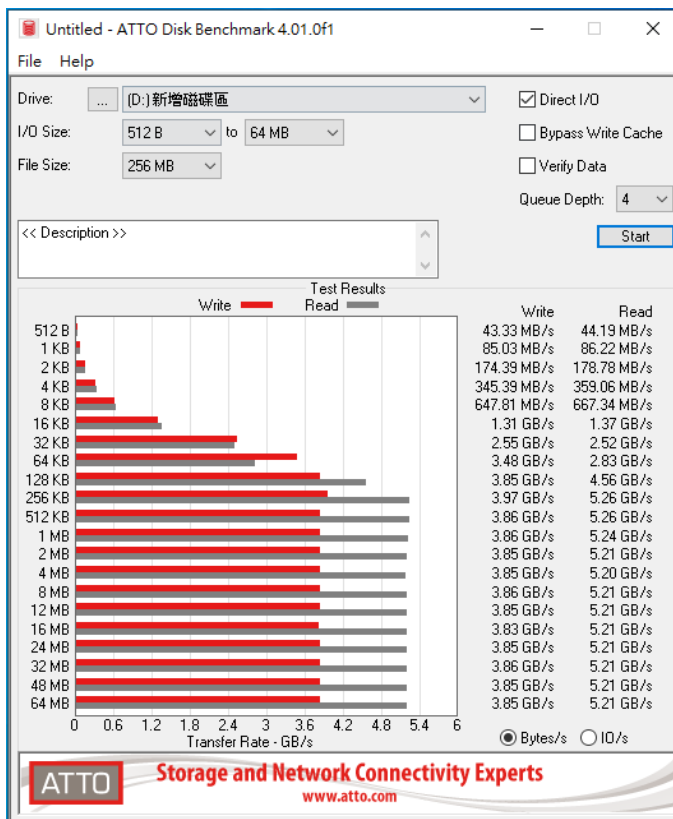 Untitled - ATTO Disk Benchmark 4.01.0f1
File Help
Drive: ... (D:)新增磁碟區 Direct I/O
I/O Size: 512 B to 64 MB Bypass Write Cache
File Size: 256 MB Verify Data
Queue Depth: 4
<< Description >> Start
Test Results
Write Read Write Read
512 B 43.33 MB/s 44.19 MB/s
1 KB 85.03 MB/s 86.22 MB/s
2 KB 174.39 MB/s 178.78 MB/s
4 KB 345.39 MB/s 359.06 MB/s
8 KB 647.81 MB/s 667.34 MB/s
16 KB 1.31 GB/s 1.37 GB/s
32 KB 2.55 GB/s 2.52 GB/s
64 KB 3.48 GB/s 2.83 GB/s
128 KB 3.85 GB/s 4.56 GB/s
256 KB 3.97 GB/s 5.26 GB/s
512 KB 3.86 GB/s 5.26 GB/s
1 MB 3.86 GB/s 5.24 GB/s
2 MB 3.85 GB/s 5.21 GB/s
4 MB 3.85 GB/s 5.20 GB/s
8 MB 3.86 GB/s 5.21 GB/s
12 MB 3.85 GB/s 5.21 GB/s
16 MB 3.83 GB/s 5.21 GB/s
24 MB 3.85 GB/s 5.21 GB/s
32 MB 3.86 GB/s 5.21 GB/s
48 MB 3.85 GB/s 5.21 GB/s
64 MB 3.85 GB/s 5.21 GB/s
0 0.6 1.2 1.8 2.4 3 3.6 4.2 4.8 5.4 6
Transfer Rate - GB/s Bytes/s IO/s
ATTO Storage and Network Connectivity Experts
www.atto.com